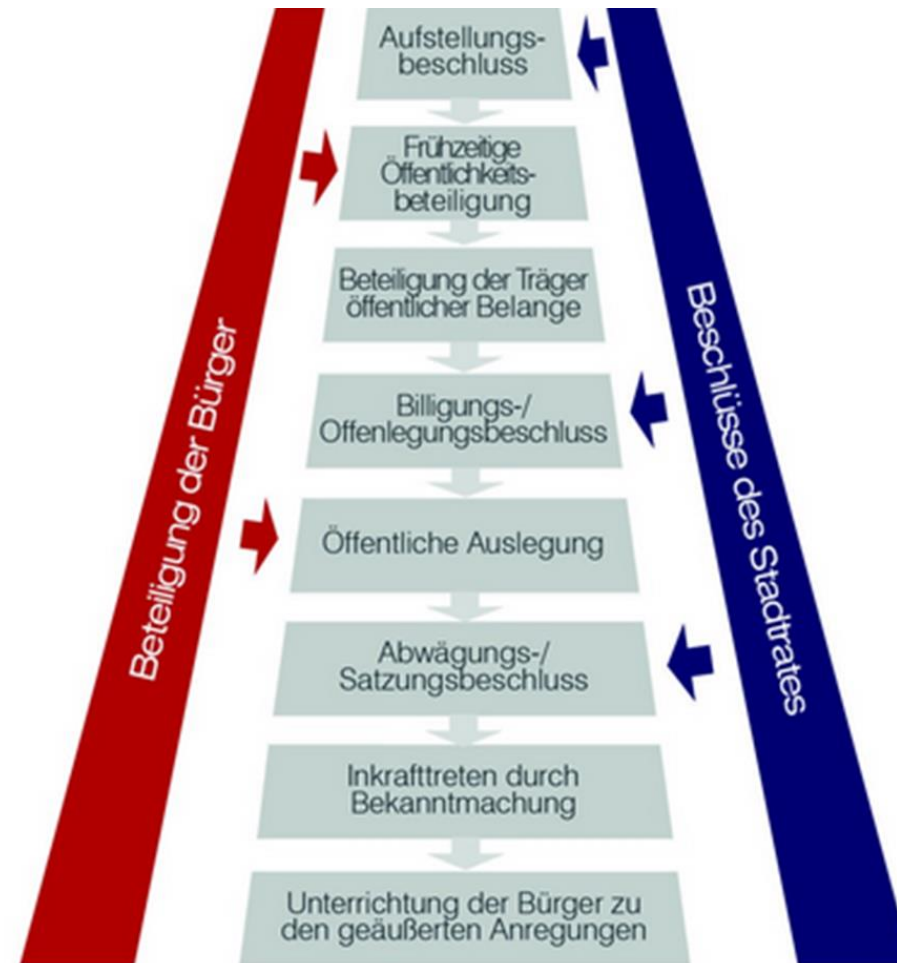 Aufstellungs-
beschluss
Frühzeitige
Öffentlichkeits-
beteiligung
Beteiligung der Träger
öffentlicher Belange
Billigungs-/
Offenlegungsbeschluss
Öffentliche Auslegung
Abwägungs-/
Satzungsbeschluss
Inkrafttreten durch
Bekanntmachung
Unterrichtung der Bürger zu
den geäußerten Anregungen
Beteiligung der Bürger
Beschlüsse des Stadtrates